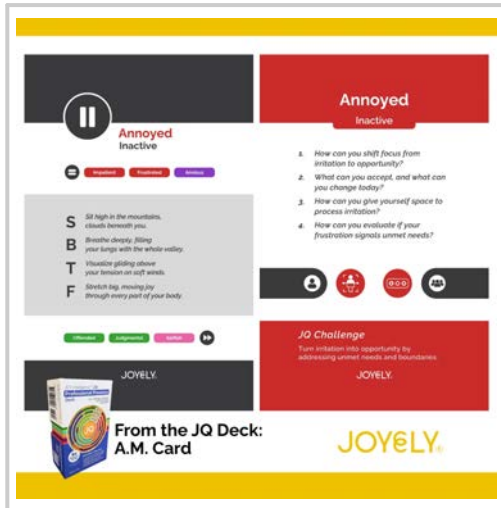 Annoyed
Inactive
Impatient
Frustrated
Envious
S
Sit high in the mountains,
clouds beneath you.
B
Breathe deeply, filling
your lungs with the whole valley.
T
Visualize gliding above
your tension on soft winds.
F
Stretch big, moving joy
through every part of your body.
Offended
Judgmental
Selfish
JOYELY
Annoyed
Inactive
1. How can you shift focus from
irritation to opportunity?
2. What can you accept, and what can
you change today?
3. How can you give yourself space to
process irritation?
4. How can you evaluate if your
frustration signals unmet needs?
JQ Challenge
Turn irritation into opportunity by
addressing unmet needs and boundaries.
JOYELY
JQ
From the JQ Deck:
A.M. Card
JOYELY